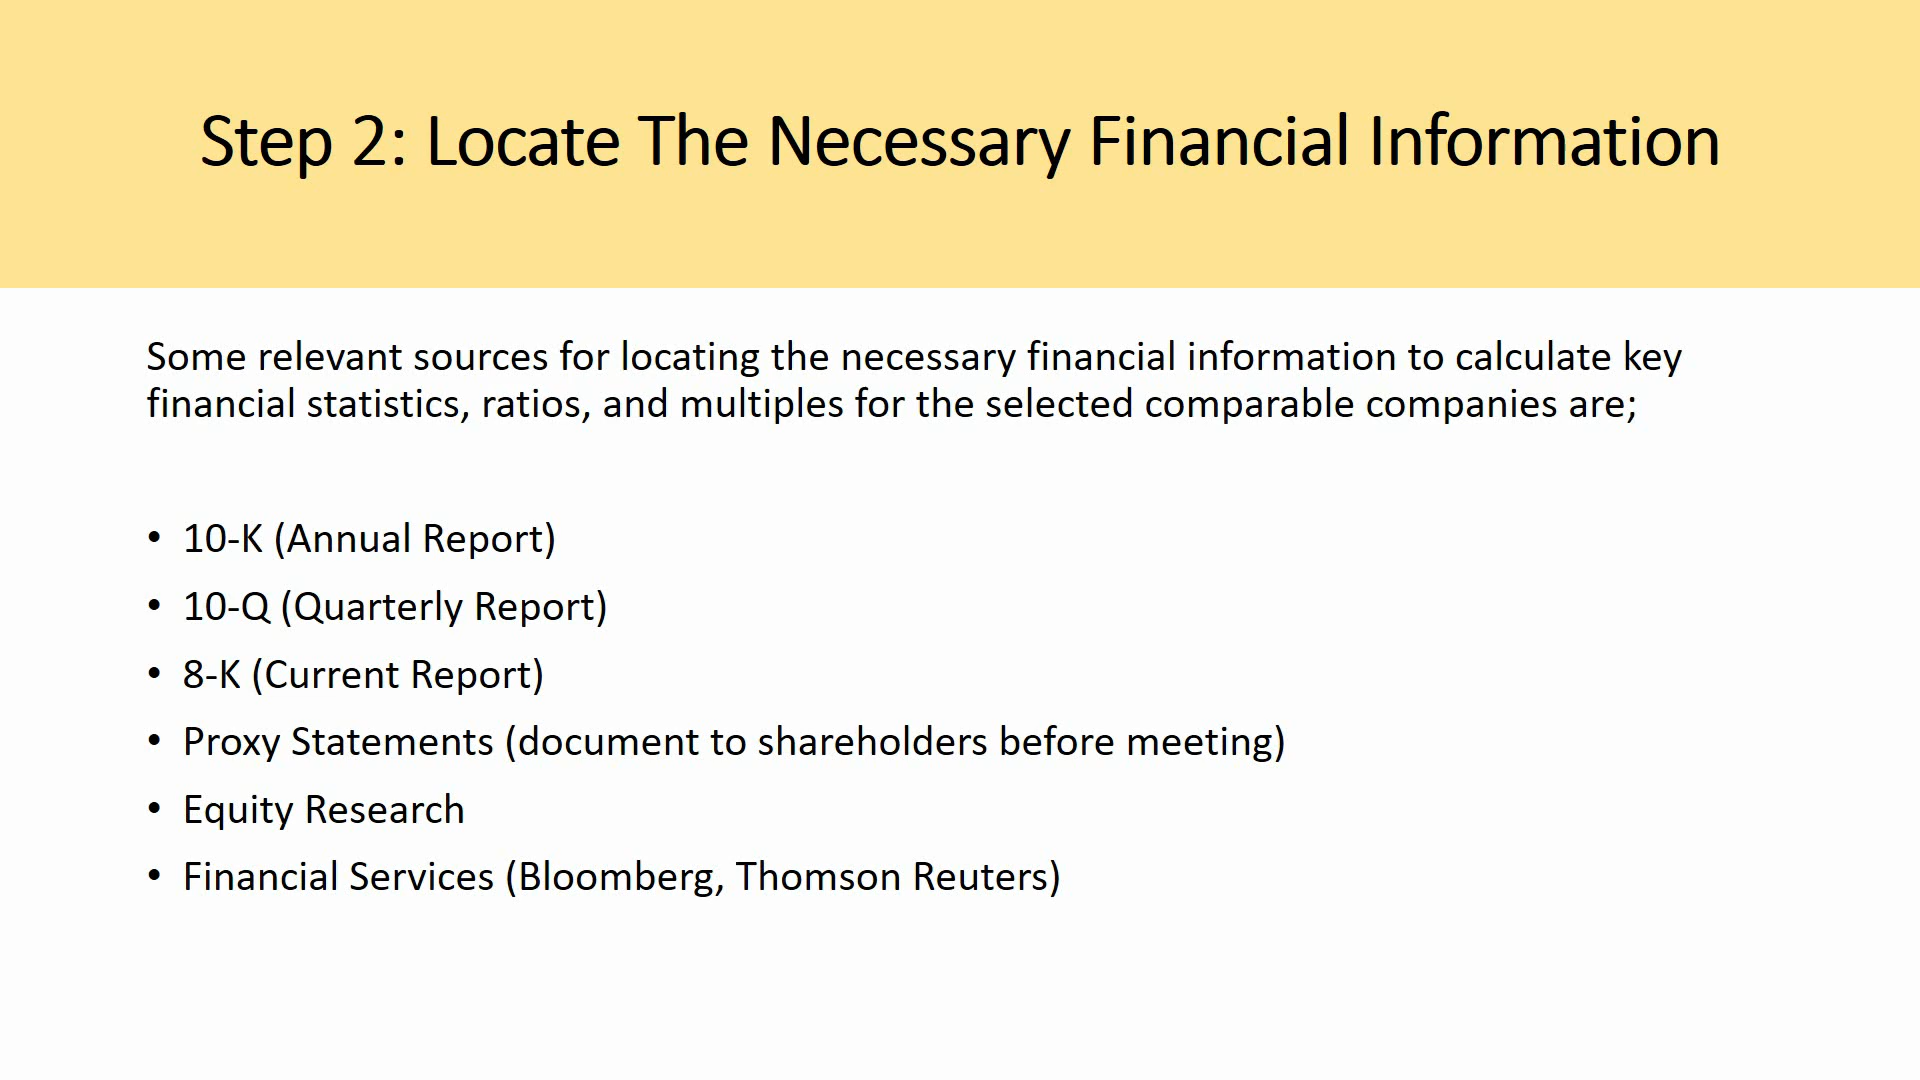 Step 2: Locate The Necessary Financial Information
Some relevant sources for locating the necessary financial information to calculate key
financial statistics, ratios, and multiples for the selected comparable companies are;
• 10-K (Annual Report)
• 10-Q (Quarterly Report)
• 8-K (Current Report)
• Proxy Statements (document to shareholders before meeting)
• Equity Research
• Financial Services (Bloomberg, Thomson Reuters)